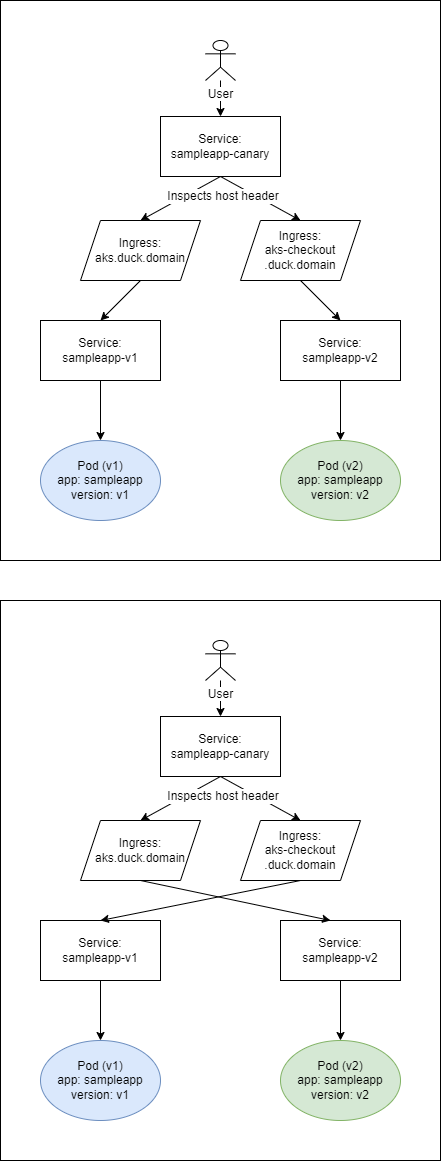 User
Service:
sampleapp-canary
Inspects host header
Ingress:
aks.duck.domain
Ingress:
aks-checkout
.duck.domain
Service:
sampleapp-v1
Service:
sampleapp-v2
Pod (v1)
app: sampleapp
version: v1
Pod (v2)
app: sampleapp
version: v2
User
Service:
sampleapp-canary
Inspects host header
Ingress:
aks.duck.domain
Ingress:
aks-checkout
.duck.domain
Service:
sampleapp-v1
Service:
sampleapp-v2
Pod (v1)
app: sampleapp
version: v1
Pod (v2)
app: sampleapp
version: v2